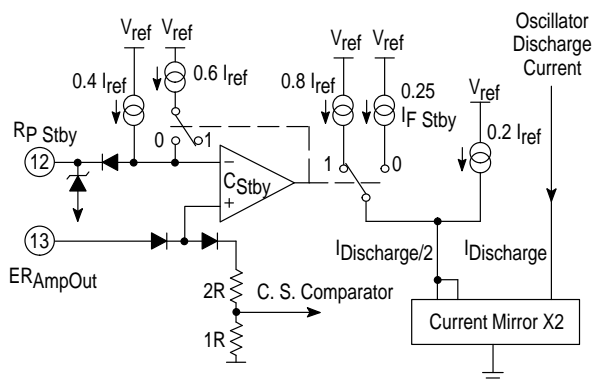 Vref
Vref
Vref
Vref
Oscillator
Discharge
Current
0.4 Iref
0.6 Iref
0.8 Iref
0.25
IF Stby
Vref
0.2 Iref
RP Stby
12
0
1
1
0
–
CStby
+
13
ERAmpOut
IDischarge/2
IDischarge
2R
C. S. Comparator
1R
Current Mirror X2